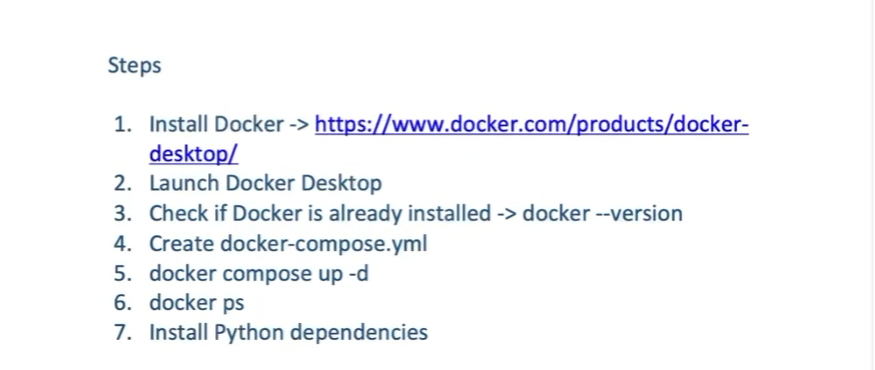 Steps
1. Install Docker -> https://www.docker.com/products/docker-
desktop/
2. Launch Docker Desktop
3. Check if Docker is already installed -> docker --version
4. Create docker-compose.yml
5. docker compose up -d
6. docker ps
7. Install Python dependencies